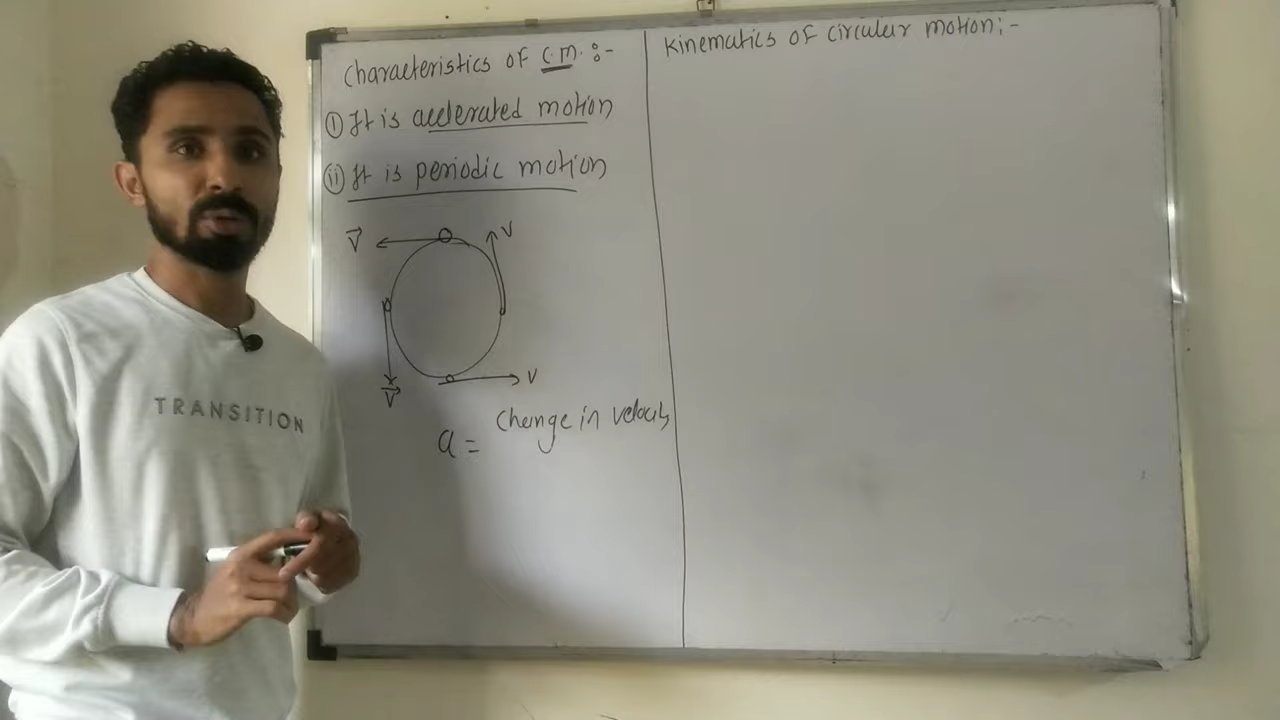 Characteristics of C.M. :-
(i) It is accelerated motion
(ii) It is periodic motion
V
V
V
V
Change in velocity
a =
Kinematics of circular motion :-
TRANSITION